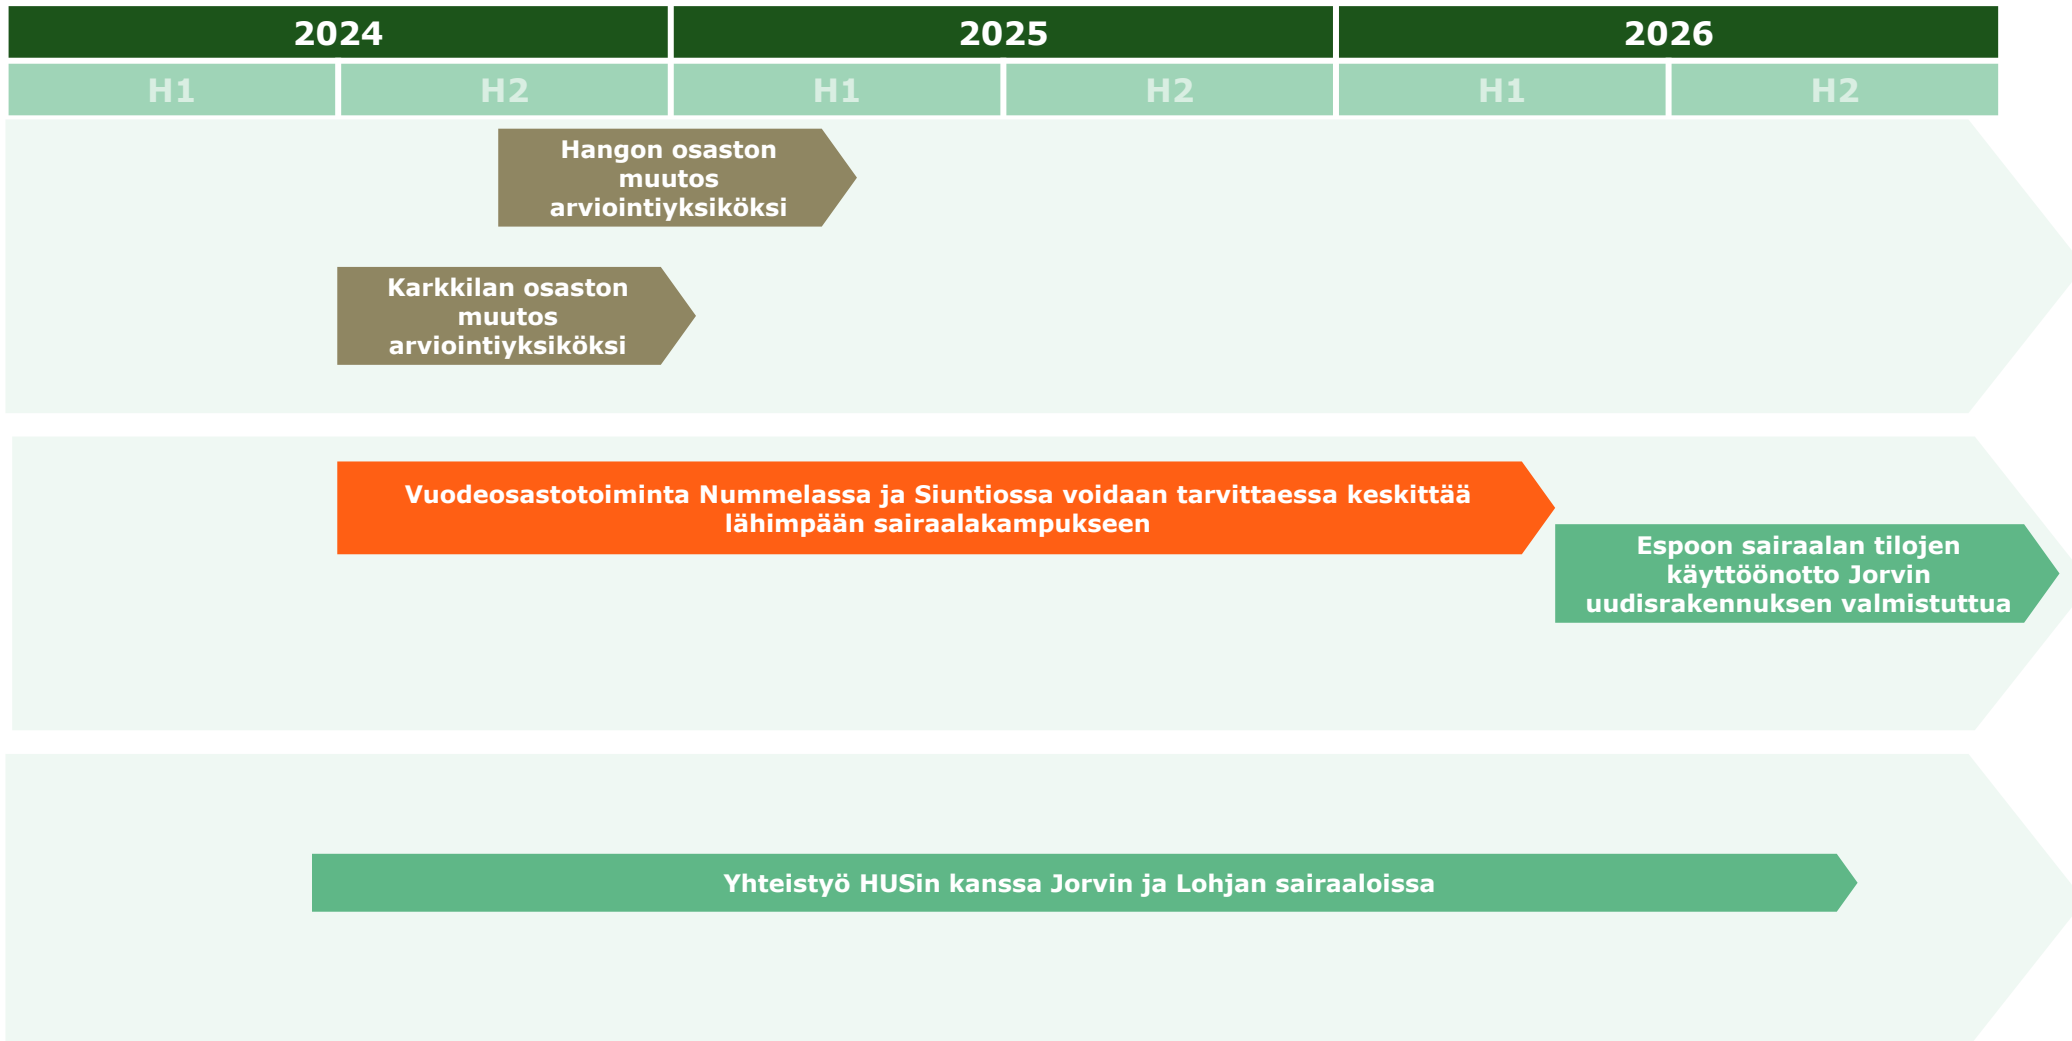 2024
2025
2026
H1
H2
H1
H2
H1
H2
Hangon osaston
muutos
arviointiyksiköksi
Karkkilan osaston
muutos
arviointiyksiköksi
Vuodeosastotoiminta Nummelassa ja Siuntiossa voidaan tarvittaessa keskittää
lähimpään sairaalakampukseen
Espoon sairaalan tilojen
käyttöönotto Jorvin
uudisrakennuksen valmistuttua
Yhteistyö HUSin kanssa Jorvin ja Lohjan sairaaloissa